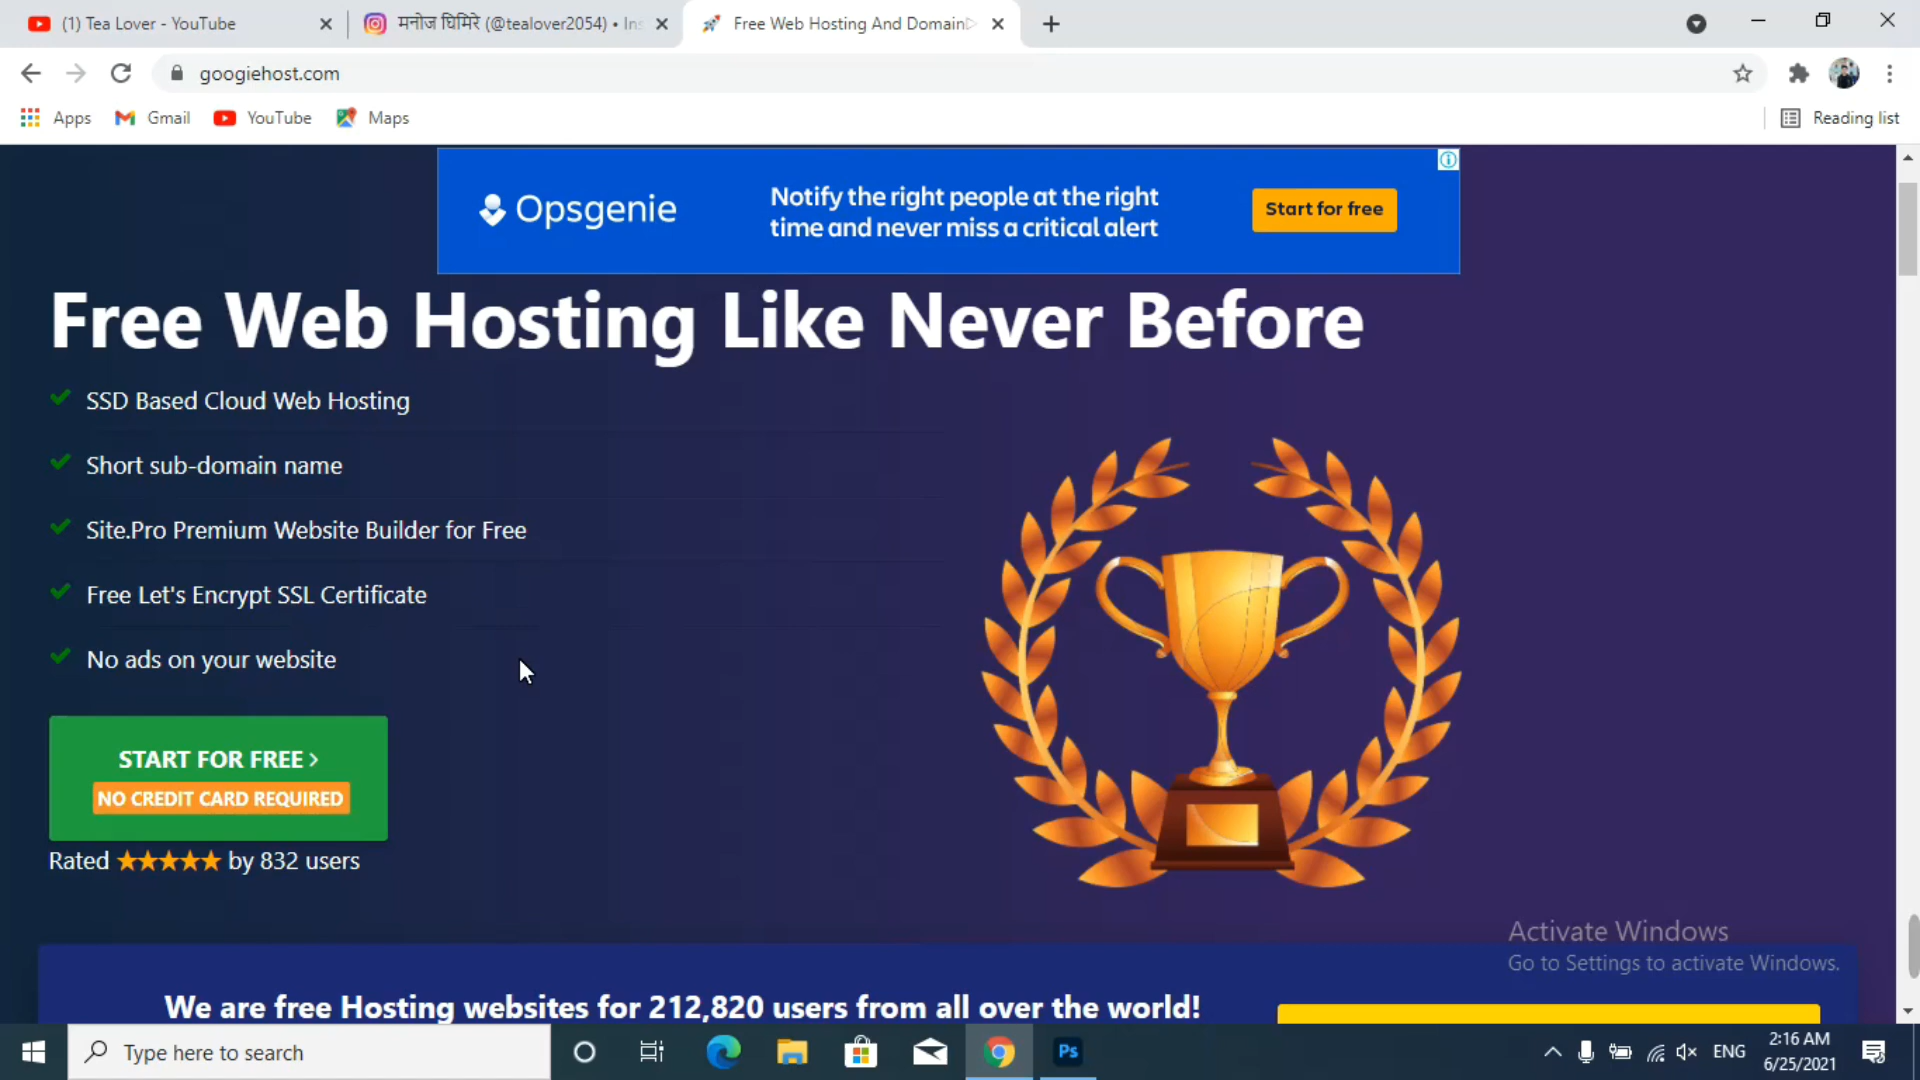 (1) Tea Lover - YouTube
मनोज घिमिरे (@tealover2054) • Ins
Free Web Hosting And Domain
googiehost.com
Apps
Gmail
YouTube
Maps
Reading list
Opsgenie
Notify the right people at the right
time and never miss a critical alert
Start for free
Free Web Hosting Like Never Before
SSD Based Cloud Web Hosting
Short sub-domain name
Site.Pro Premium Website Builder for Free
Free Let's Encrypt SSL Certificate
No ads on your website
START FOR FREE >
NO CREDIT CARD REQUIRED
Rated ★★★★★ by 832 users
Activate Windows
Go to Settings to activate Windows.
We are free Hosting websites for 212,820 users from all over the world!
Type here to search
Ps
ENG
2:16 AM
6/25/2021